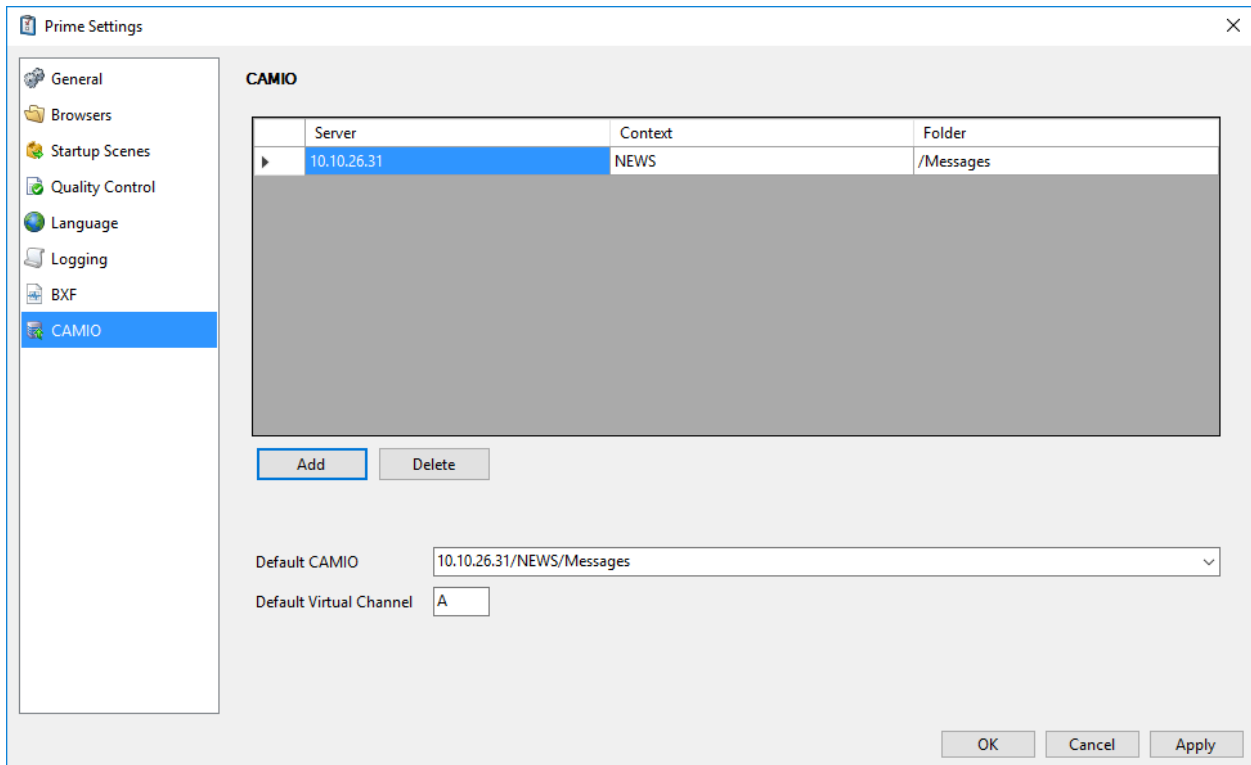 Prime Settings
General
Browsers
Startup Scenes
Quality Control
Language
Logging
BXF
CAMIO
CAMIO
Server Context Folder
10.10.26.31 NEWS /Messages
Add Delete
Default CAMIO 10.10.26.31/NEWS/Messages
Default Virtual Channel A
OK Cancel Apply